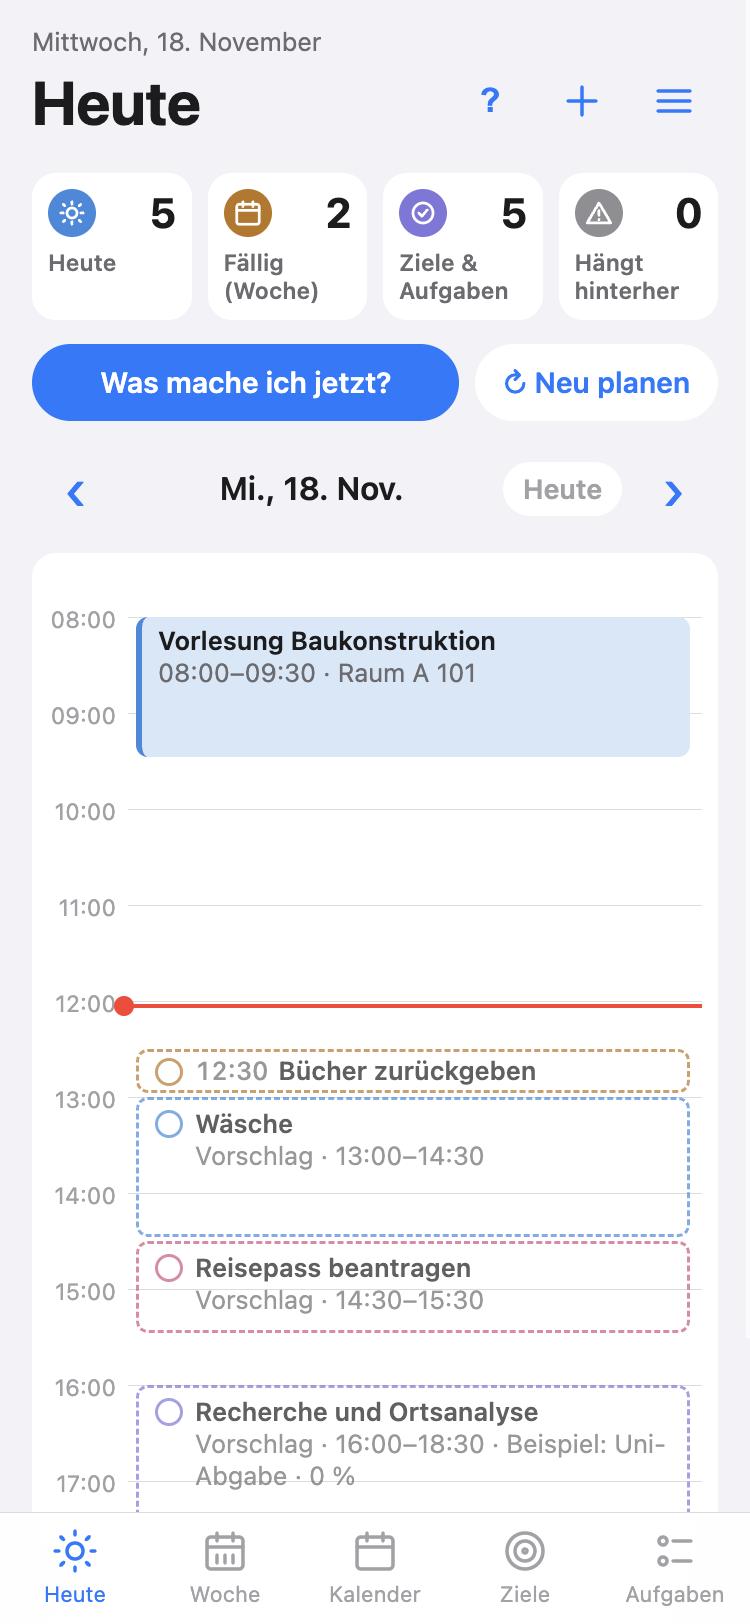 Mittwoch, 18. November
Heute
?
5
Heute
2
Fällig
(Woche)
5
Ziele &
Aufgaben
0
Hängt
hinterher
Was mache ich jetzt?
Neu planen
Mi., 18. Nov.
Heute
08:00
Vorlesung Baukonstruktion
08:00–09:30 · Raum A 101
09:00
10:00
11:00
12:00
12:30 Bücher zurückgeben
13:00
Wäsche
Vorschlag · 13:00–14:30
14:00
Reisepass beantragen
15:00
Vorschlag · 14:30–15:30
16:00
Recherche und Ortsanalyse
Vorschlag · 16:00–18:30 · Beispiel: Uni-
Abgabe · 0 %
17:00
Heute
Woche
Kalender
Ziele
Aufgaben